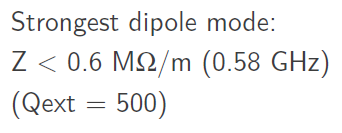 Strongest dipole mode:
Z < 0.6 MΩ/m (0.58 GHz)
(Qext = 500)